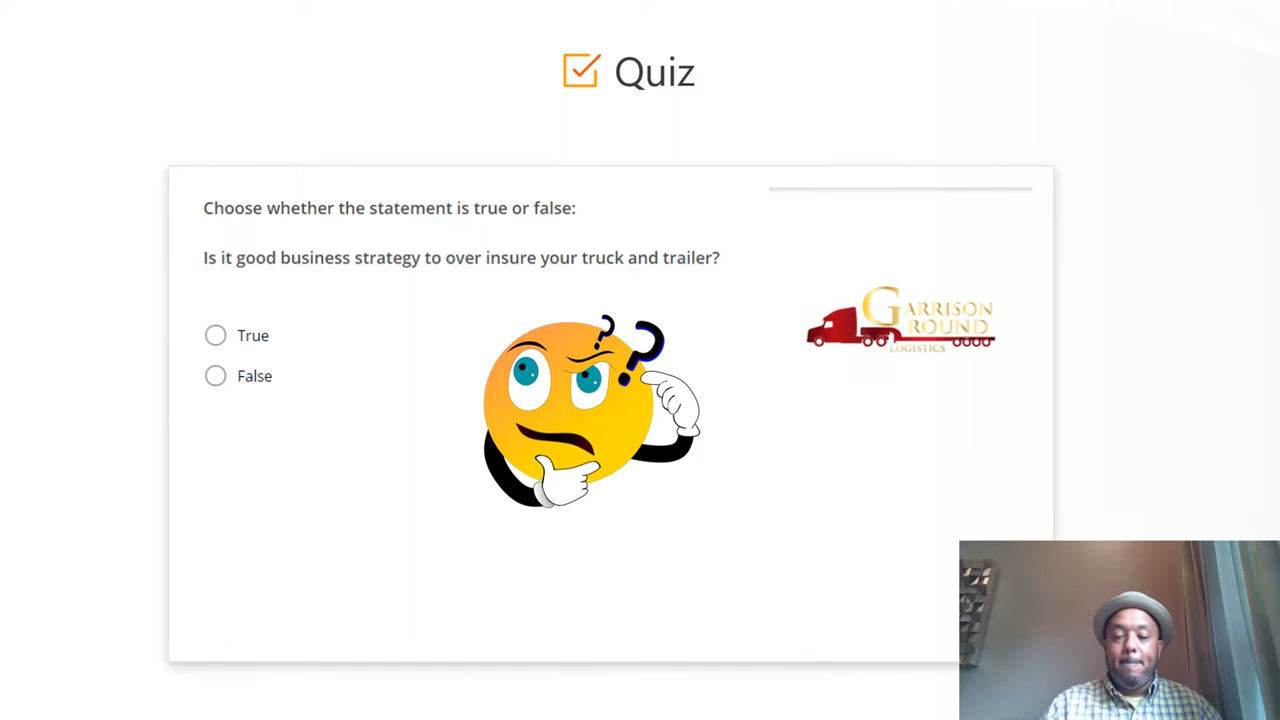 Quiz
Choose whether the statement is true or false:
Is it good business strategy to over insure your truck and trailer?
True
False
GARRISON
GROUND
LOGISTICS